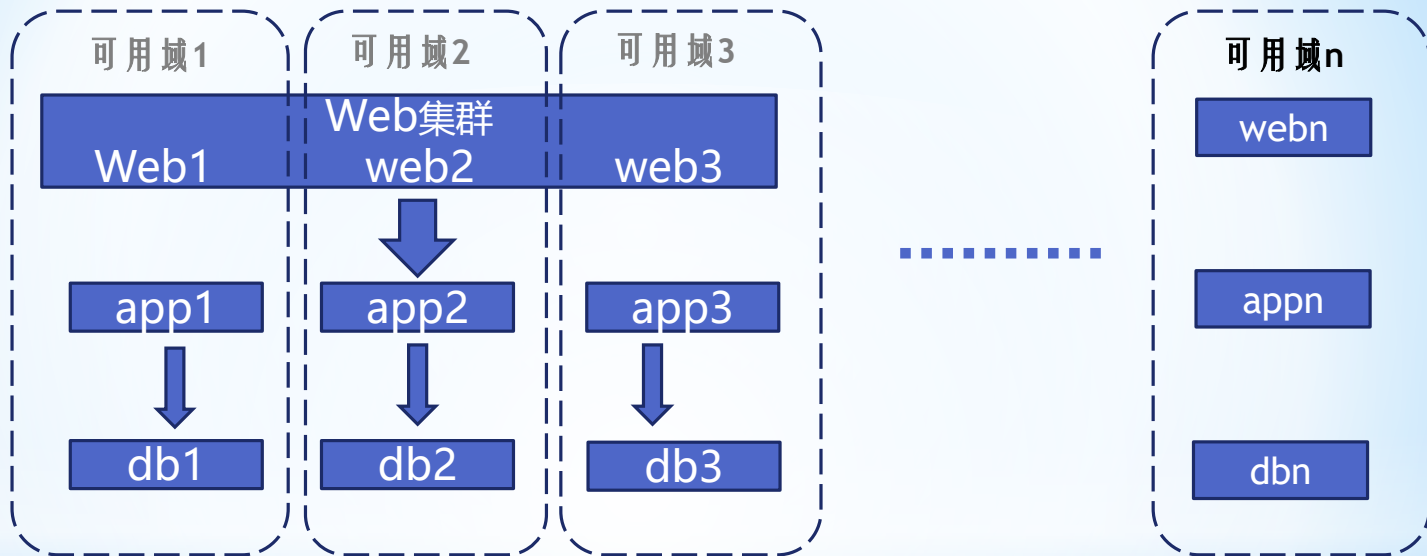 可用域1
可用域2
可用域3
可用域n
Web集群
Web1
web2
web3
webn
app1
app2
app3
appn
db1
db2
db3
dbn